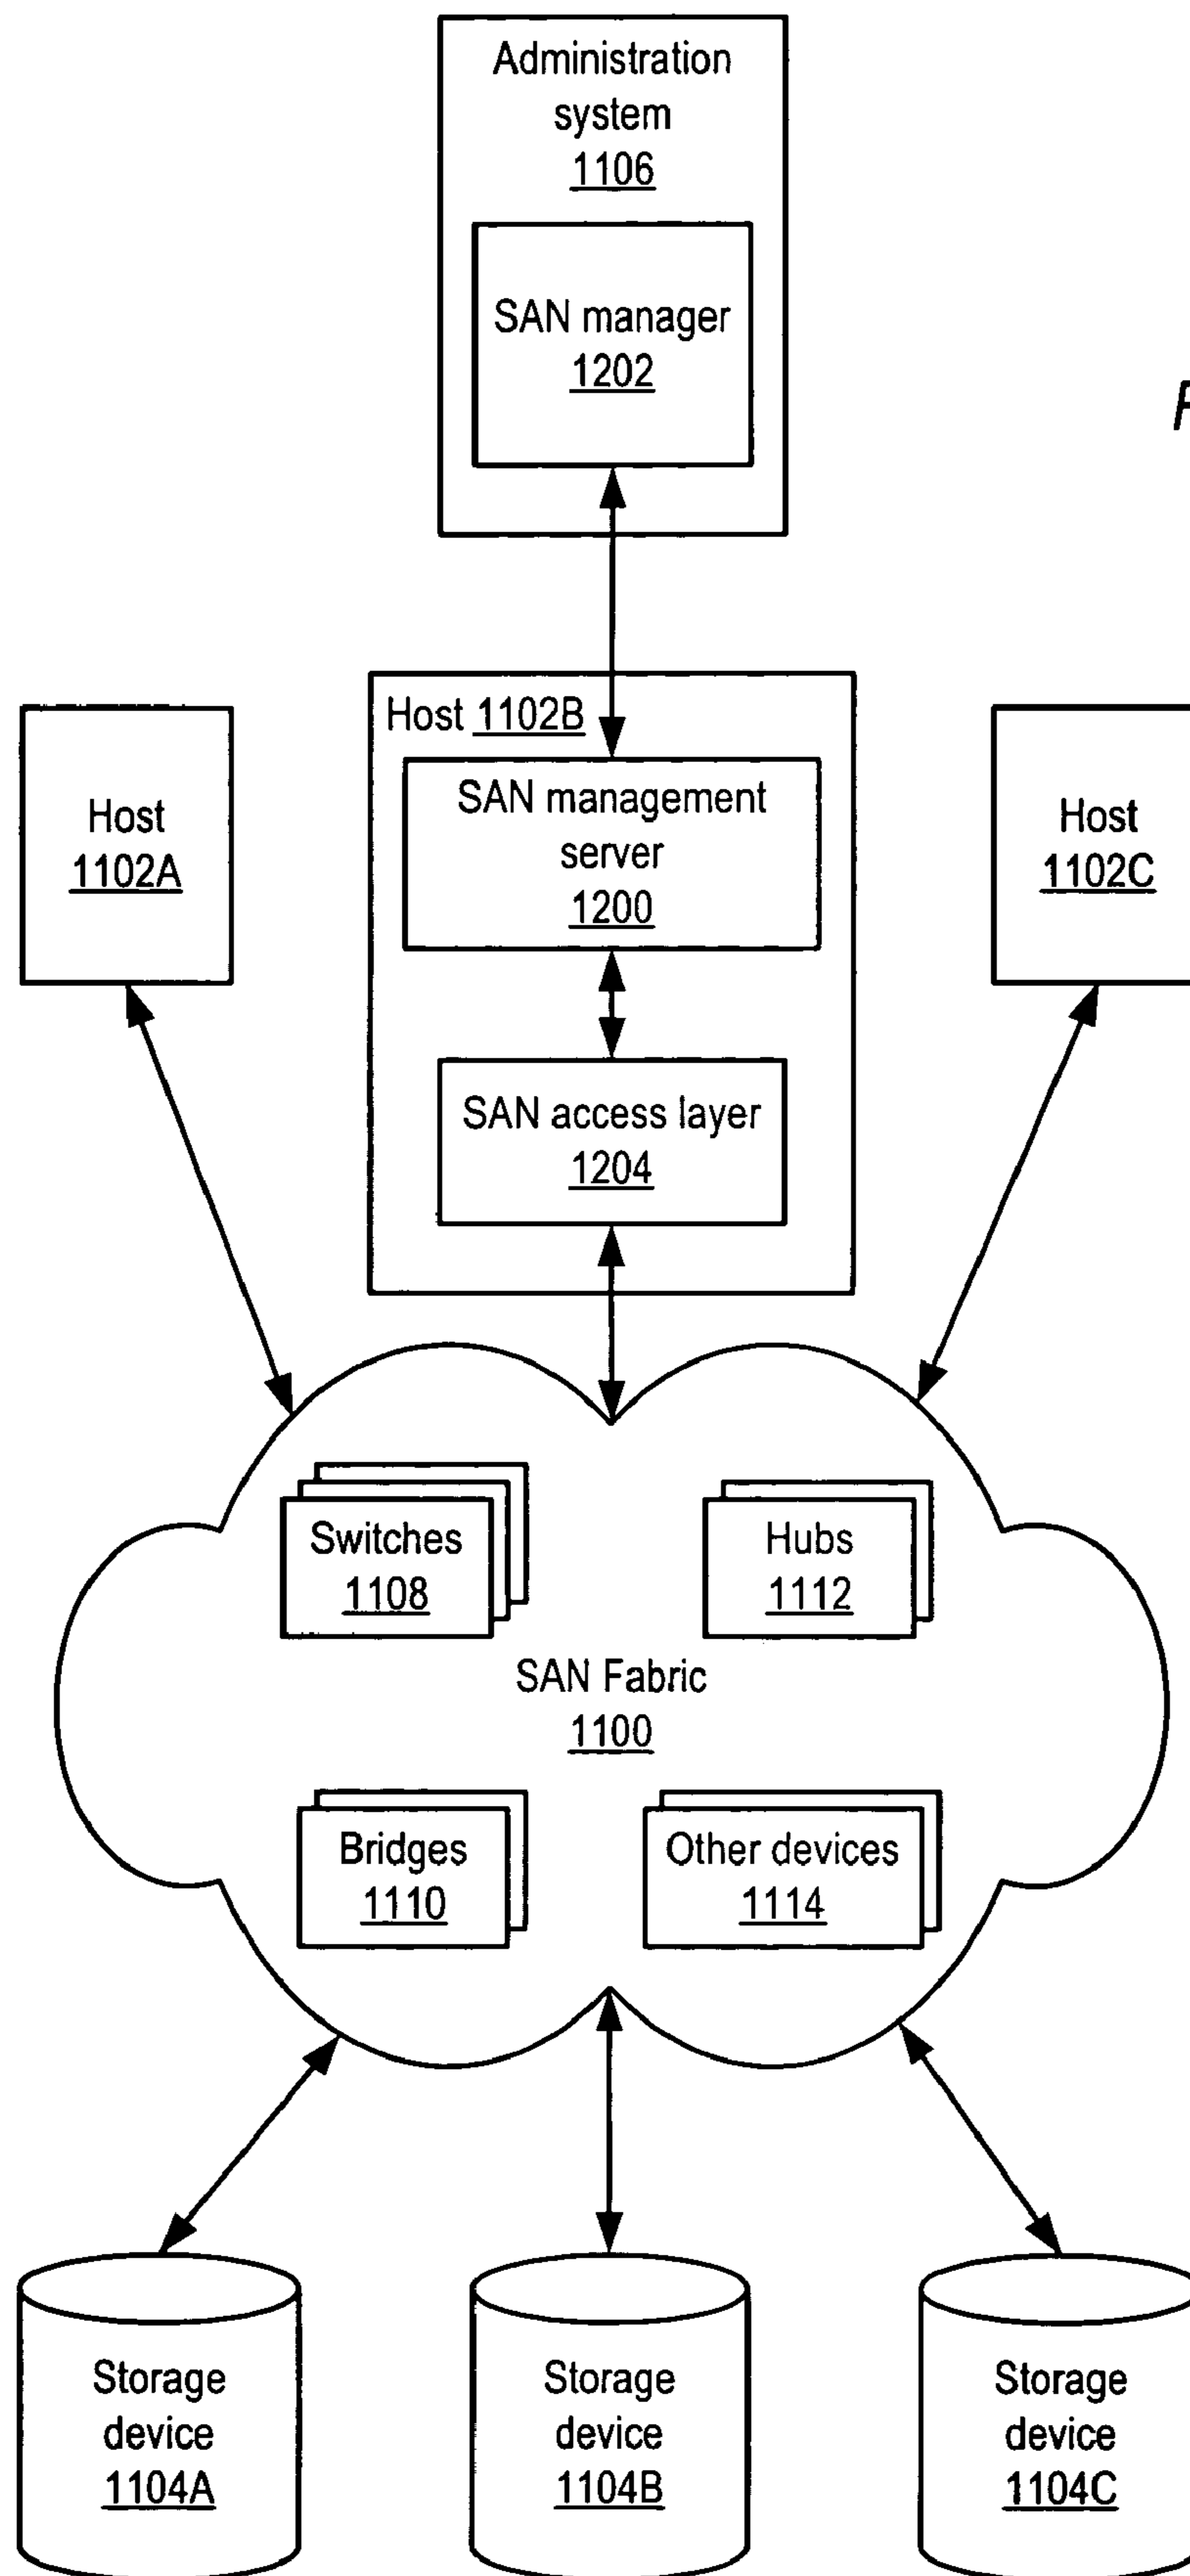 Administration
system
1106
SAN manager
1202
Host 1102B
SAN management
server
1200
SAN access layer
1204
Host
1102A
Host
1102C
Switches
1108
Hubs
1112
SAN Fabric
1100
Bridges
1110
Other devices
1114
Storage
device
1104A
Storage
device
1104B
Storage
device
1104C